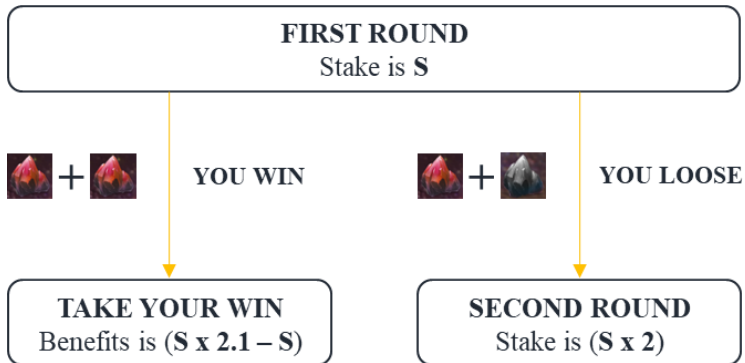 FIRST ROUND
Stake is S
+
YOU WIN
+
YOU LOOSE
TAKE YOUR WIN
Benefits is (S x 2.1 – S)
SECOND ROUND
Stake is (S x 2)